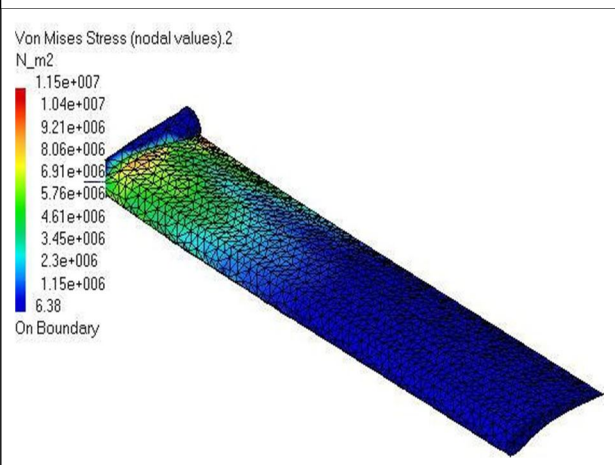 Von Mises Stress (nodal values).2
N_m2
1.15e+007
1.04e+007
9.21e+006
8.06e+006
6.91e+006
5.76e+006
4.61e+006
3.45e+006
2.3e+006
1.15e+006
6.38
On Boundary